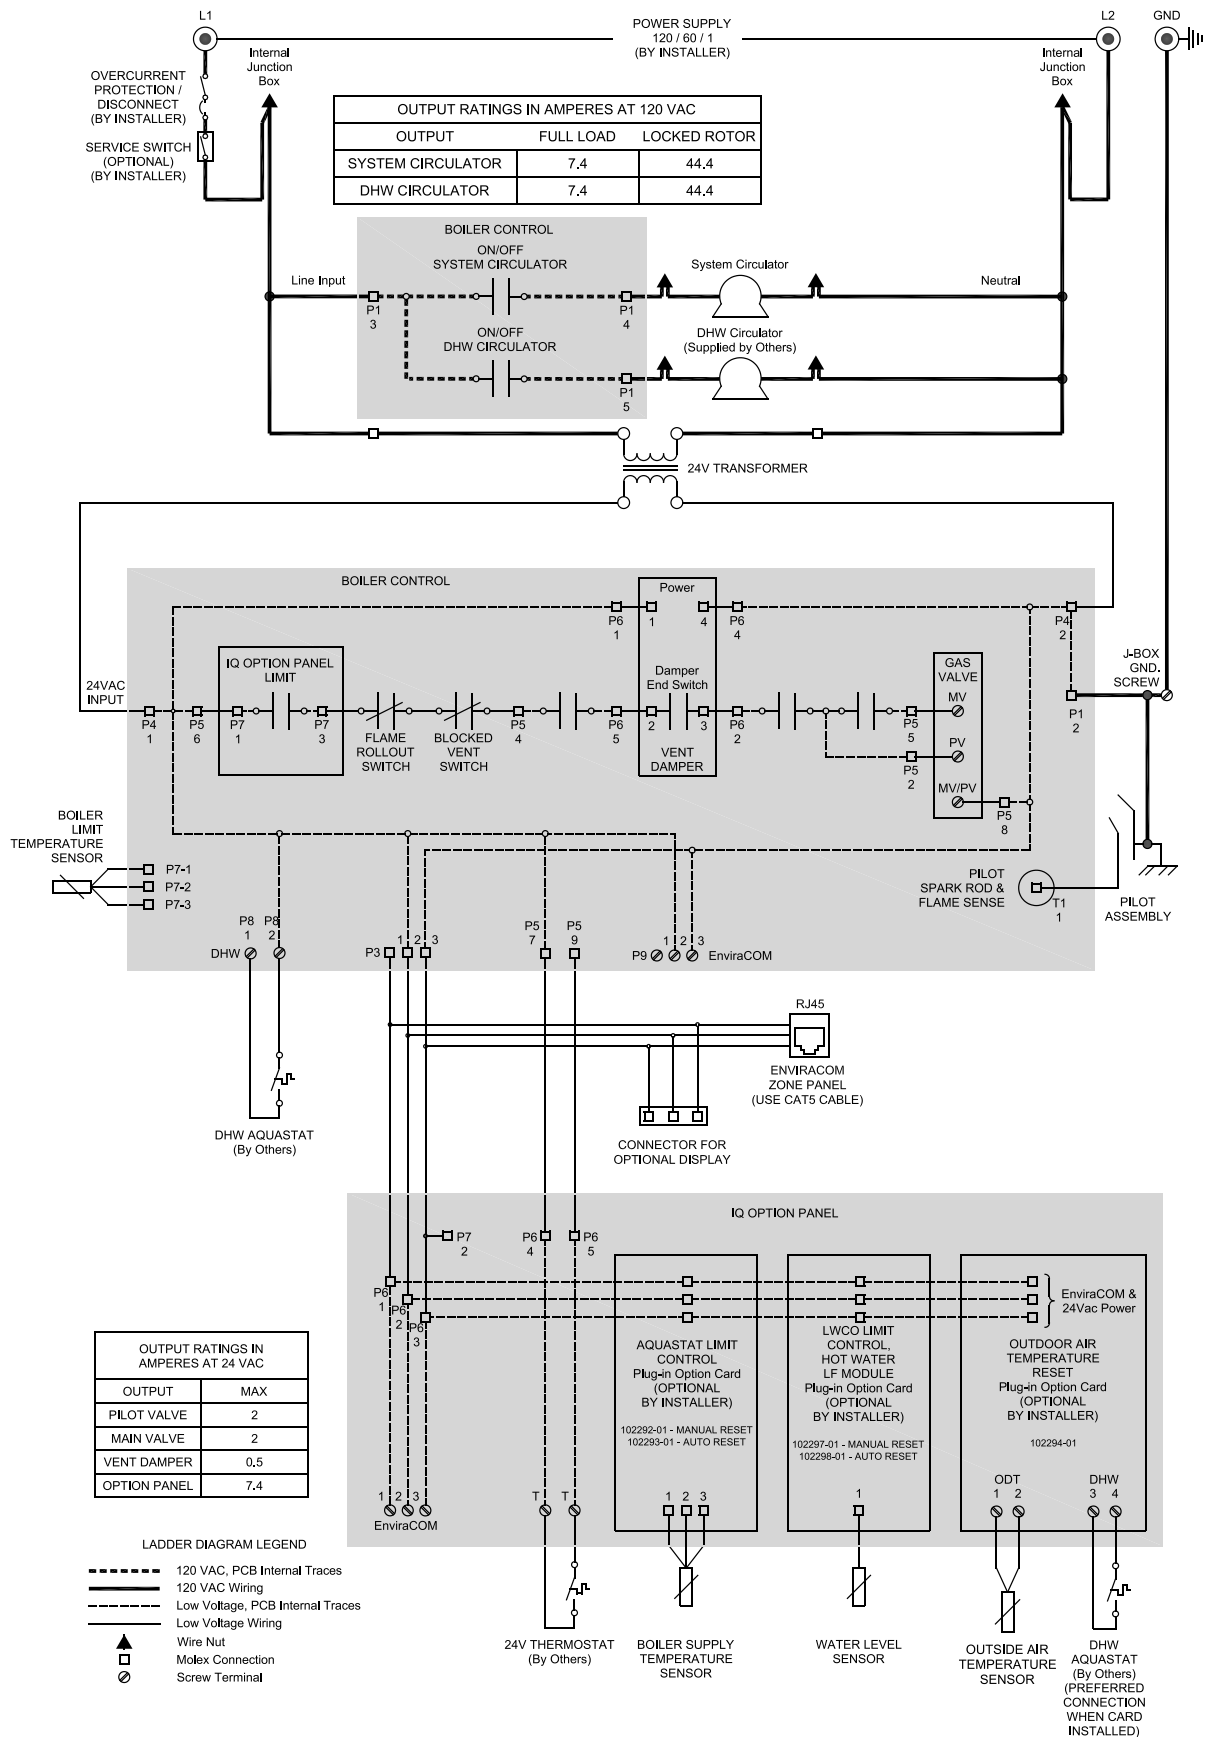 L1
POWER SUPPLY
120 / 60 / 1
(BY INSTALLER)
L2
GND
Internal
Junction
Box
Internal
Junction
Box
OVERCURRENT
PROTECTION /
DISCONNECT
(BY INSTALLER)
SERVICE SWITCH
(OPTIONAL)
(BY INSTALLER)
OUTPUT RATINGS IN AMPERES AT 120 VAC
OUTPUT FULL LOAD LOCKED ROTOR
SYSTEM CIRCULATOR 7.4 44.4
DHW CIRCULATOR 7.4 44.4
BOILER CONTROL
ON/OFF
SYSTEM CIRCULATOR
Line Input
System Circulator
Neutral
P1
3
P1
4
ON/OFF
DHW CIRCULATOR
DHW Circulator
(Supplied by Others)
P1
5
24V TRANSFORMER
BOILER CONTROL
Power
P6
1
1
4
P6
4
P4
2
J-BOX
GND.
SCREW
IQ OPTION PANEL
LIMIT
Damper
End Switch
GAS
VALVE
MV
24VAC
INPUT
P4
1
P5
6
P7
1
P7
3
FLAME
ROLLOUT
SWITCH
BLOCKED
VENT
SWITCH
P5
4
P6
5
2
3
VENT
DAMPER
P6
2
P5
5
P1
2
PV
P5
2
MV/PV
P5
8
BOILER
LIMIT
TEMPERATURE
SENSOR
P7-1
P7-2
P7-3
PILOT
SPARK ROD &
FLAME SENSE
T1
1
PILOT
ASSEMBLY
P8
1
P8
2
DHW
P3
1
2
3
P5
7
P5
9
P9
1
2
3
EnviraCOM
RJ45
ENVIRACOM
ZONE PANEL
(USE CAT5 CABLE)
DHW AQUASTAT
(By Others)
CONNECTOR FOR
OPTIONAL DISPLAY
IQ OPTION PANEL
P7
2
P6
4
P6
5
P6
1
P6
2
P6
3
EnviraCOM &
24Vac Power
AQUASTAT LIMIT
CONTROL
Plug-in Option Card
(OPTIONAL
BY INSTALLER)
102292-01 - MANUAL RESET
102293-01 - AUTO RESET
LWCO LIMIT
CONTROL,
HOT WATER
LF MODULE
Plug-in Option Card
(OPTIONAL
BY INSTALLER)
102297-01 - MANUAL RESET
102298-01 - AUTO RESET
OUTDOOR AIR
TEMPERATURE
RESET
Plug-in Option Card
(OPTIONAL
BY INSTALLER)
102294-01
OUTPUT RATINGS IN
AMPERES AT 24 VAC
OUTPUT MAX
PILOT VALVE 2
MAIN VALVE 2
VENT DAMPER 0.5
OPTION PANEL 7.4
1 2 3
EnviraCOM
T T
1 2 3
1
ODT
1 2
DHW
3 4
LADDER DIAGRAM LEGEND
120 VAC, PCB Internal Traces
120 VAC Wiring
Low Voltage, PCB Internal Traces
Low Voltage Wiring
Wire Nut
Molex Connection
Screw Terminal
24V THERMOSTAT
(By Others)
BOILER SUPPLY
TEMPERATURE
SENSOR
WATER LEVEL
SENSOR
OUTSIDE AIR
TEMPERATURE
SENSOR
DHW
AQUASTAT
(By Others)
(PREFERRED
CONNECTION
WHEN CARD
INSTALLED)